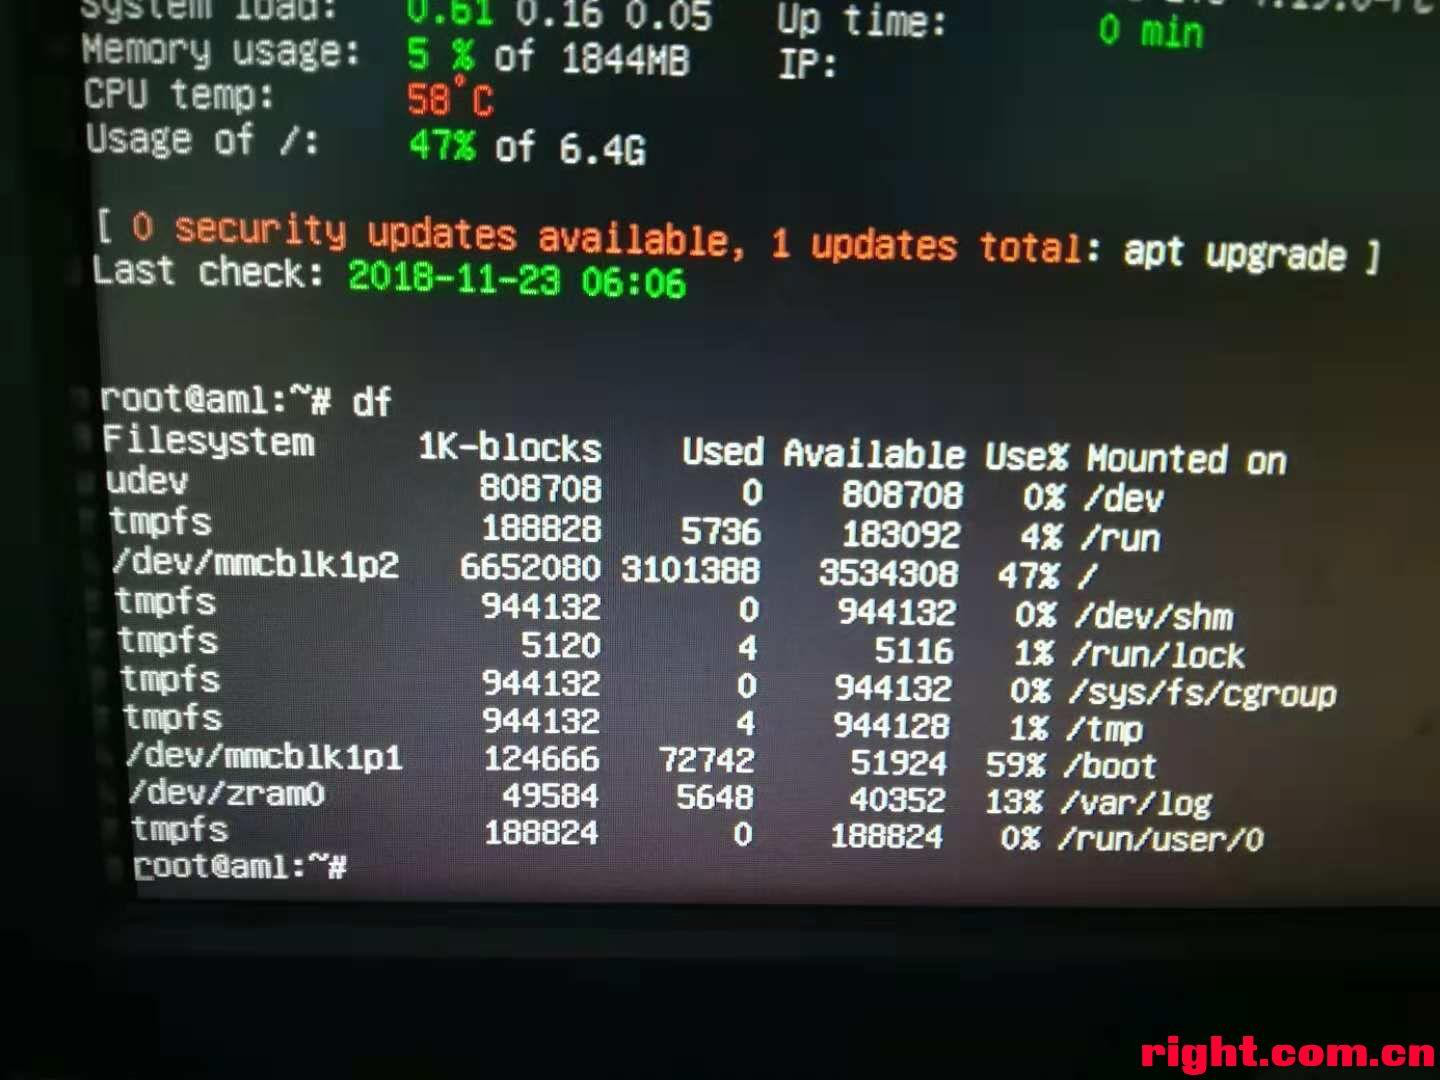 System load: 0.61 0.16 0.05 Up time: 0 min
Memory usage: 5 % of 1844MB IP:
CPU temp: 58°C
Usage of /: 47% of 6.4G
[ 0 security updates available, 1 updates total: apt upgrade ]
Last check: 2018-11-23 06:06
root@aml:~# df
Filesystem 1K-blocks Used Available Use% Mounted on
udev 808708 0 808708 0% /dev
tmpfs 188828 5736 183092 4% /run
/dev/mmcblk1p2 6652080 3101388 3534308 47% /
tmpfs 944132 0 944132 0% /dev/shm
tmpfs 5120 4 5116 1% /run/lock
tmpfs 944132 0 944132 0% /sys/fs/cgroup
tmpfs 944132 4 944128 1% /tmp
/dev/mmcblk1p1 124666 72742 51924 59% /boot
/dev/zram0 49584 5648 40352 13% /var/log
tmpfs 188824 0 188824 0% /run/user/0
root@aml:~#
right.com.cn